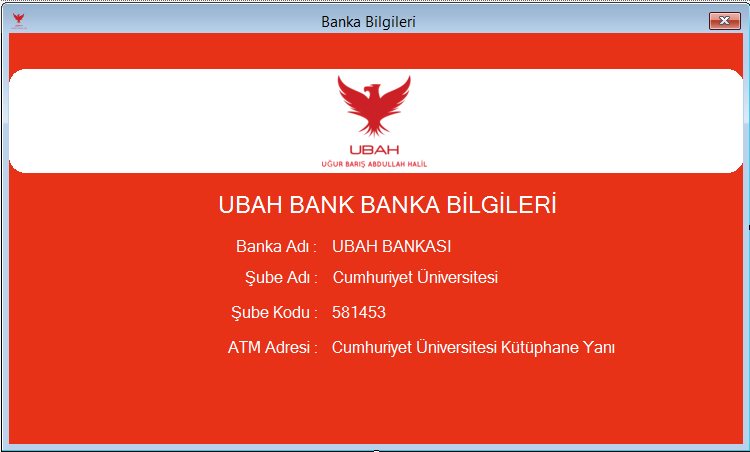 Banka Bilgileri
UBAH
UĞUR BARIŞ ABDULLAH HALİL
UBAH BANK BANKA BİLGİLERİ
Banka Adı : UBAH BANKASI
Şube Adı : Cumhuriyet Üniversitesi
Şube Kodu : 581453
ATM Adresi : Cumhuriyet Üniversitesi Kütüphane Yanı